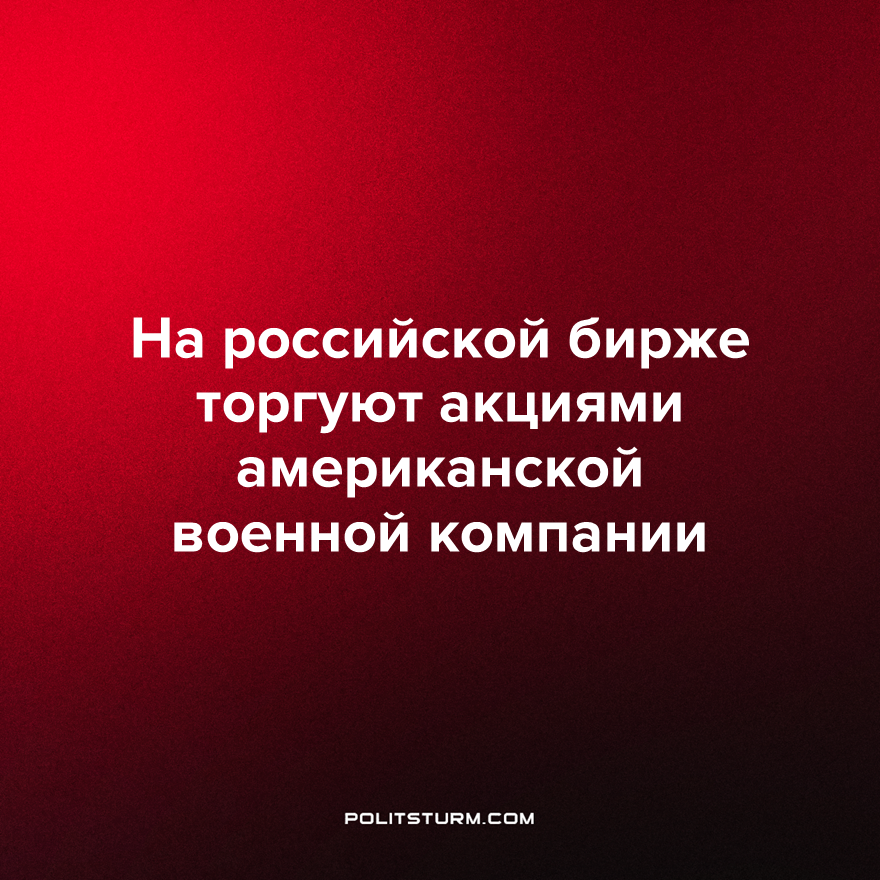 На российской бирже
торгуют акциями
американской
военной компании
POLITSTURM.COM